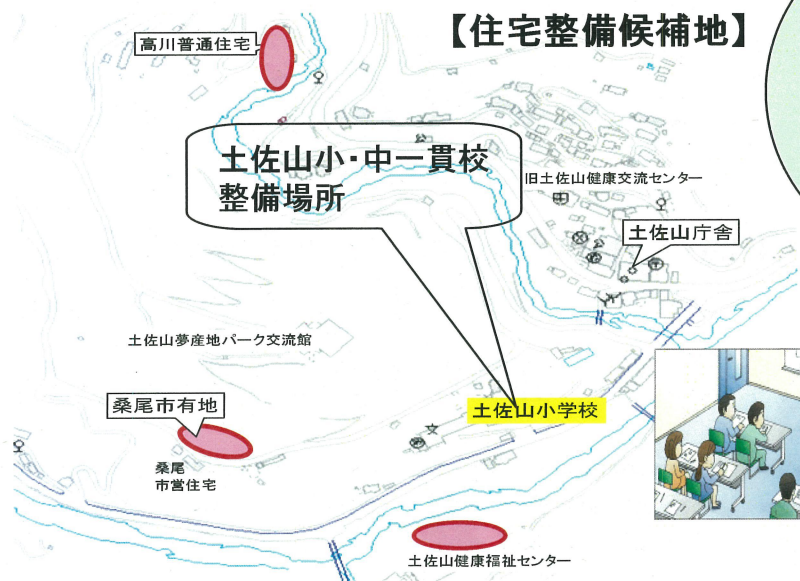 【住宅整備候補地】
高川普通住宅
土佐山小・中一貫校
整備場所
旧土佐山健康交流センター
土佐山庁舎
土佐山夢産地パーク交流館
桑尾市有地
土佐山小学校
桑尾
市営住宅
土佐山健康福祉センター